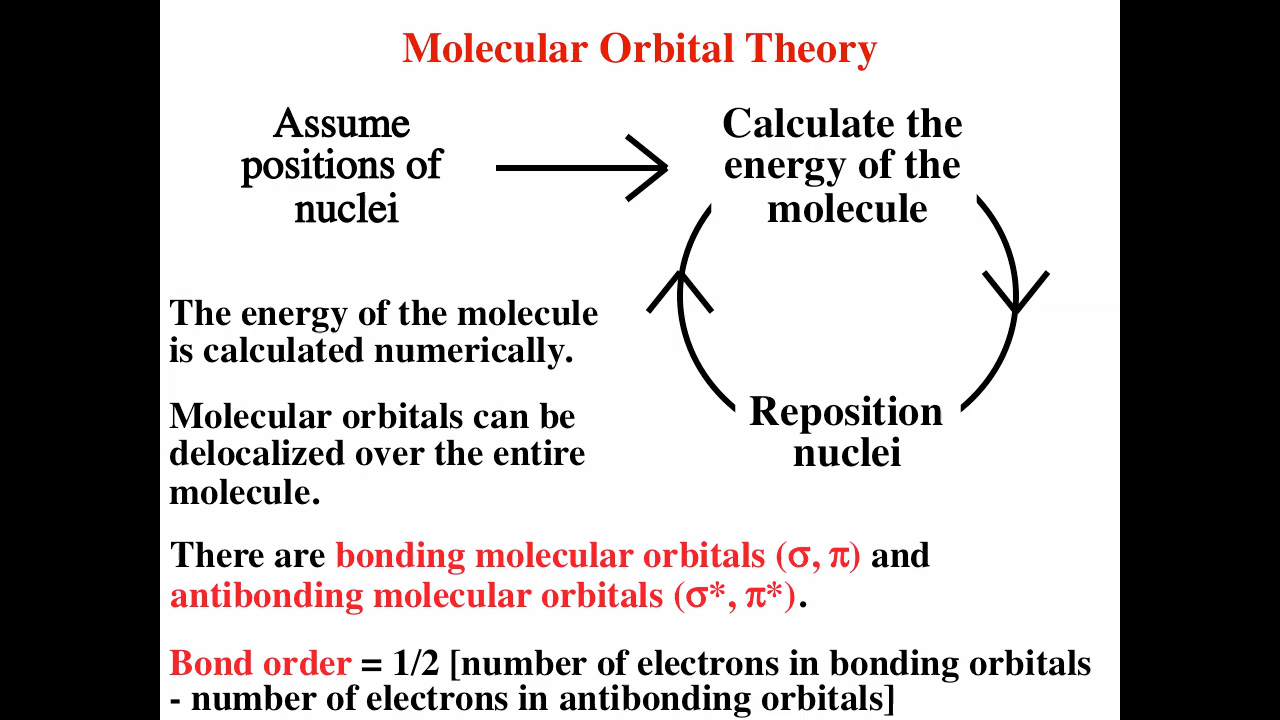 Molecular Orbital Theory
Assume
positions of
nuclei
Calculate the
energy of the
molecule
Reposition
nuclei
The energy of the molecule
is calculated numerically.
Molecular orbitals can be
delocalized over the entire
molecule.
There are bonding molecular orbitals (σ, π) and
antibonding molecular orbitals (σ*, π*).
Bond order = 1/2 [number of electrons in bonding orbitals
- number of electrons in antibonding orbitals]